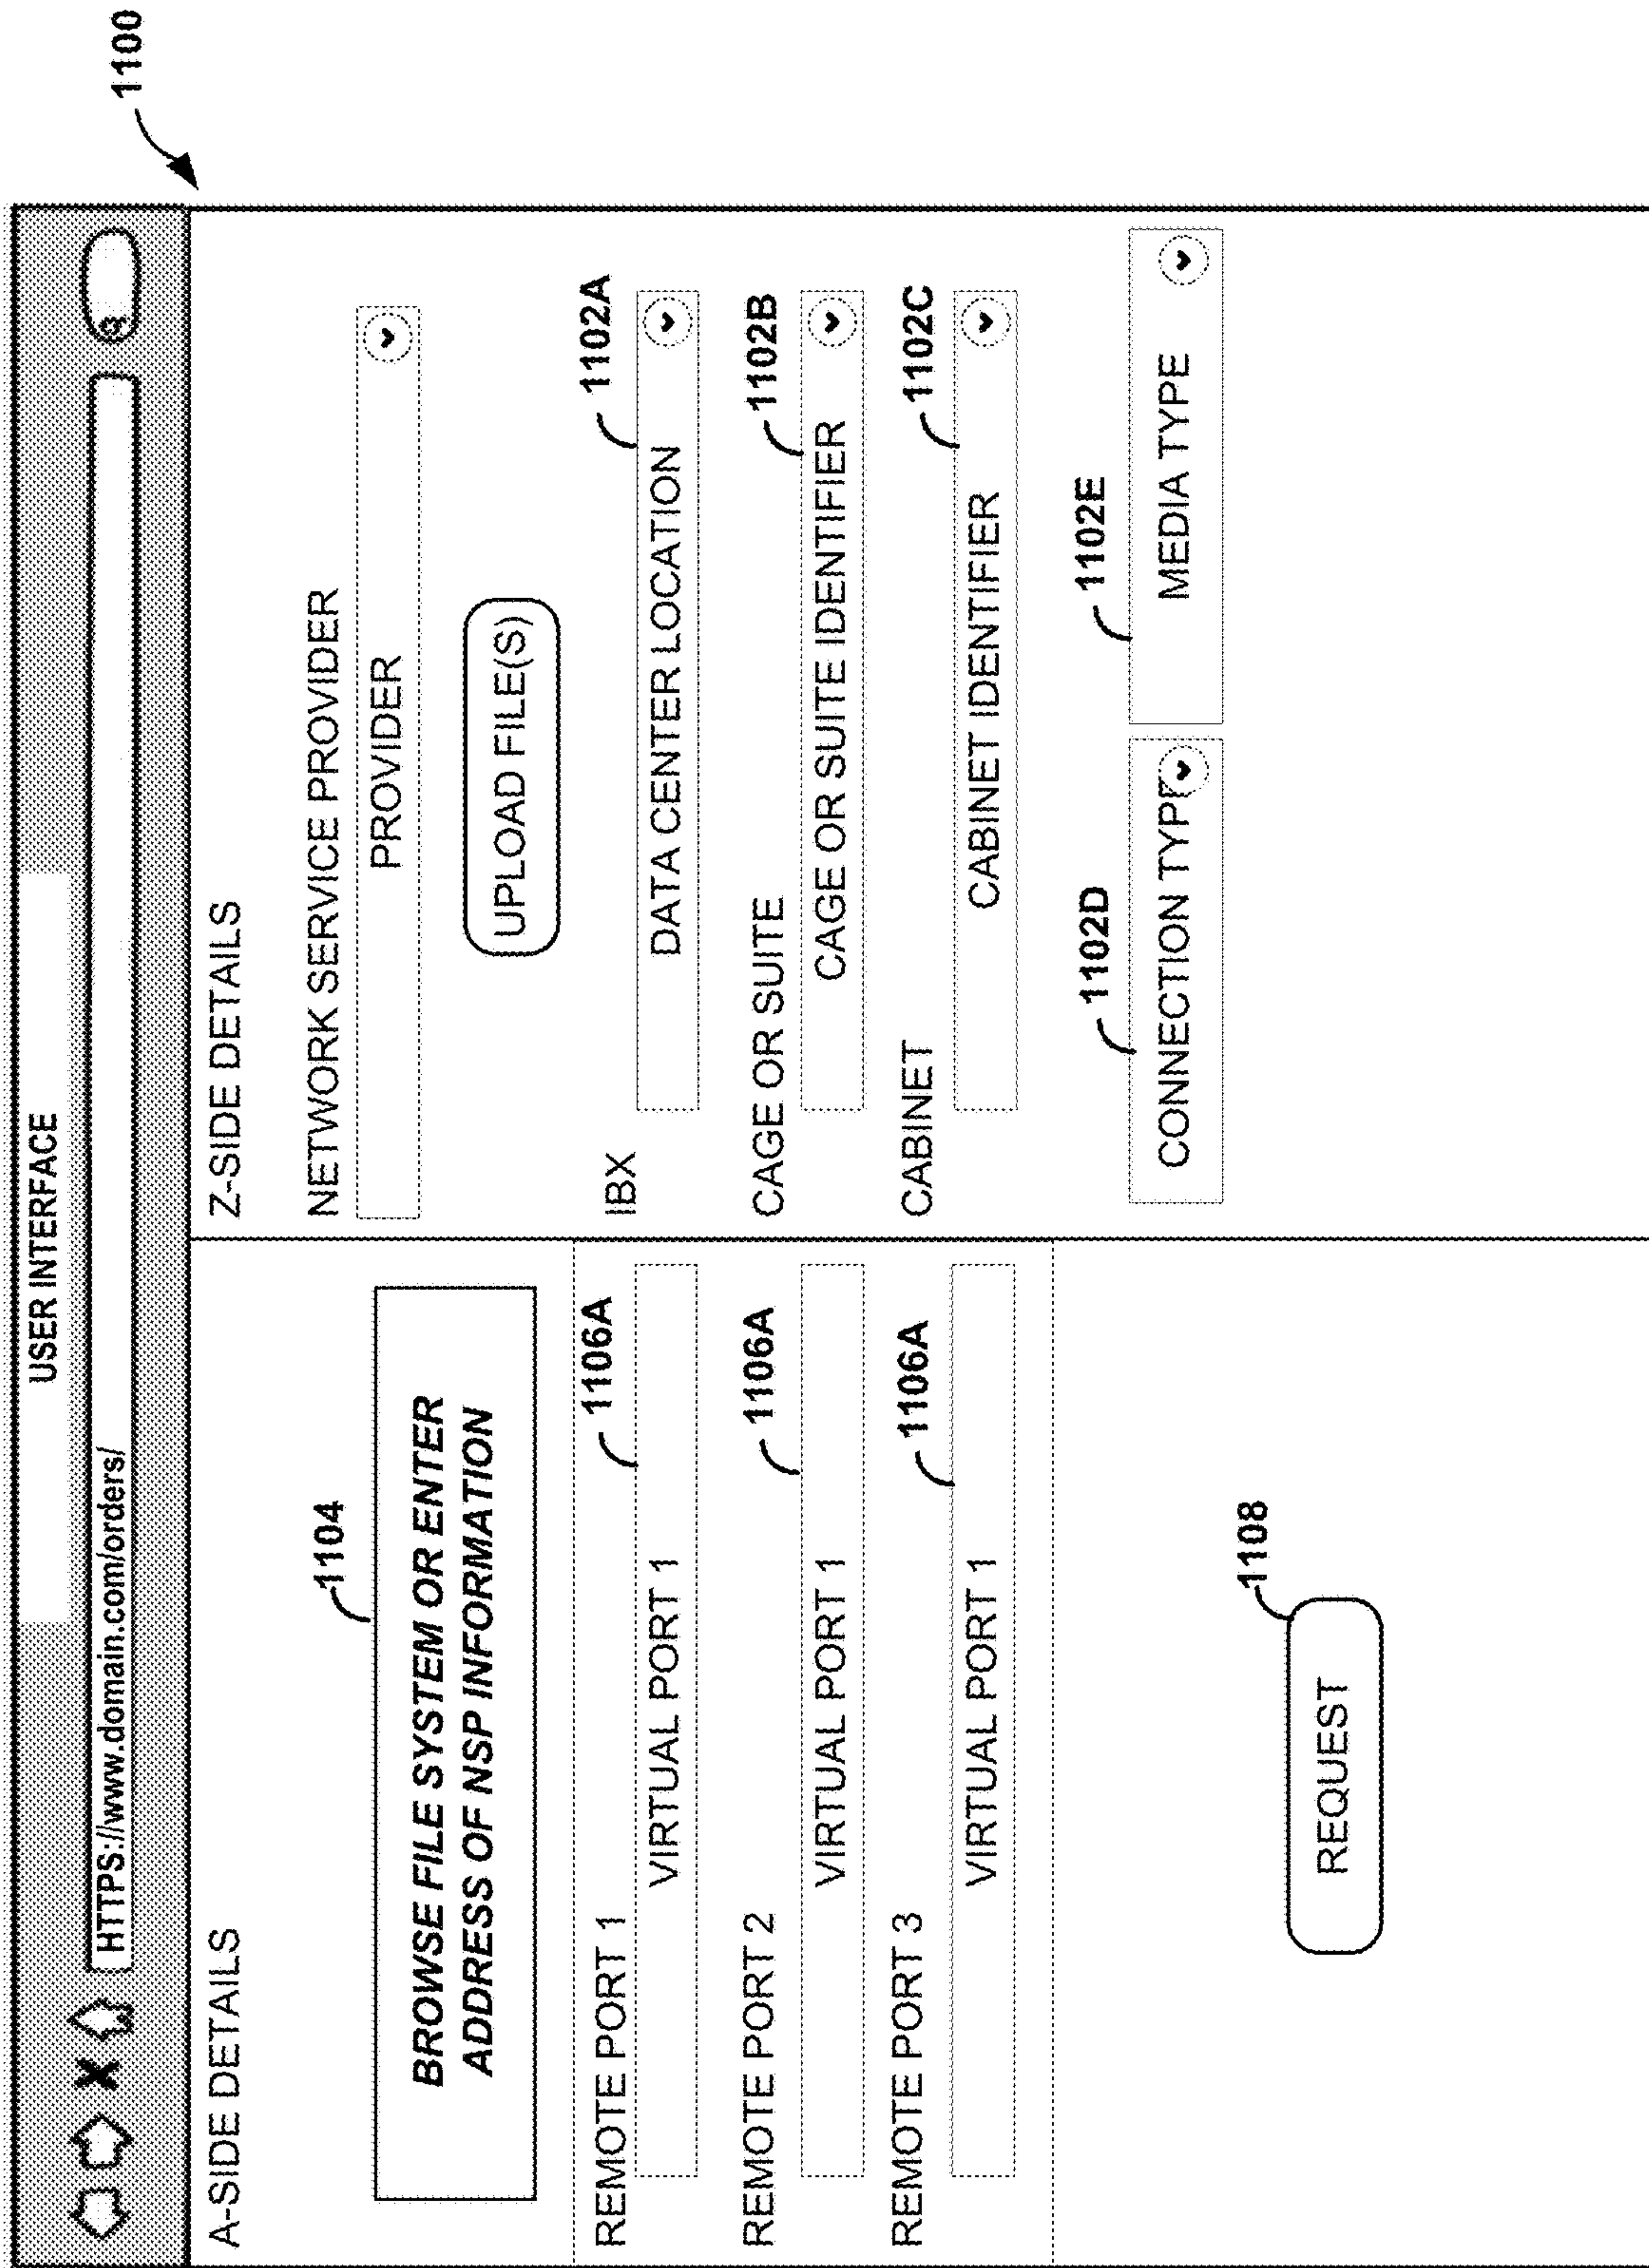 1100
USER INTERFACE
HTTPS://www.domain.com/orders/
A-SIDE DETAILS
1104
BROWSE FILE SYSTEM OR ENTER
ADDRESS OF NSP INFORMATION
REMOTE PORT 1
1106A
VIRTUAL PORT 1
REMOTE PORT 2
1106A
VIRTUAL PORT 1
REMOTE PORT 3
1106A
VIRTUAL PORT 1
1108
REQUEST
Z-SIDE DETAILS
NETWORK SERVICE PROVIDER
PROVIDER
UPLOAD FILE(S)
IBX
1102A
DATA CENTER LOCATION
CAGE OR SUITE
1102B
CAGE OR SUITE IDENTIFIER
CABINET
1102C
CABINET IDENTIFIER
1102D
CONNECTION TYPE
1102E
MEDIA TYPE